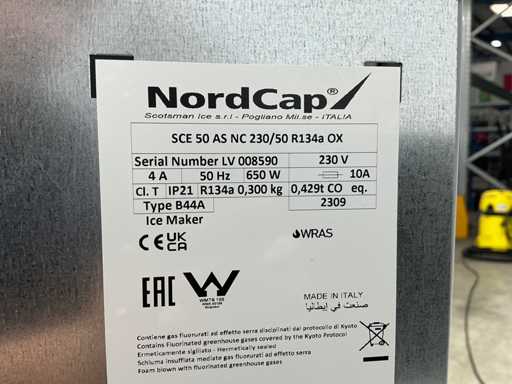 NordCap®
Scotsman Ice s.r.l - Pogliano Mil.se - ITALIA
SCE 50 AS NC 230/50 R134a OX
Serial Number LV 008590 230 V
4 A 50 Hz 650 W 10A
Cl. T IP21 R134a 0,300 kg 0,429t CO eq.
Type B44A 2309
Ice Maker
CE UK CA WRAS
EAC
WMTS 105
MADE IN ITALY
صنعت في إيطاليا
Contiene gas fluorurati ad effetto serra disciplinati dal protocollo di Kyoto
Contains Fluorinated greenhouse gases covered by the Kyoto Protocol
Ermeticamente sigillato - Hermetically sealed
Schiuma insufflata mediante gas fluorurati ad effetto serra
Foam blown with fluorinated greenhouse gases